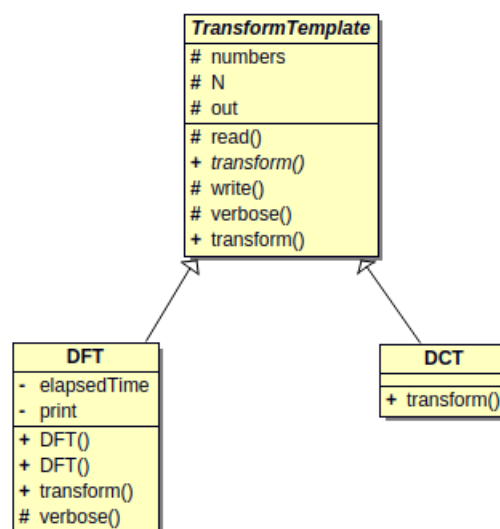 TransformTemplate
# numbers
# N
# out
# read()
+ transform()
# write()
# verbose()
+ transform()
DFT
- elapsedTime
- print
+ DFT()
+ DFT()
+ transform()
# verbose()
DCT
+ transform()